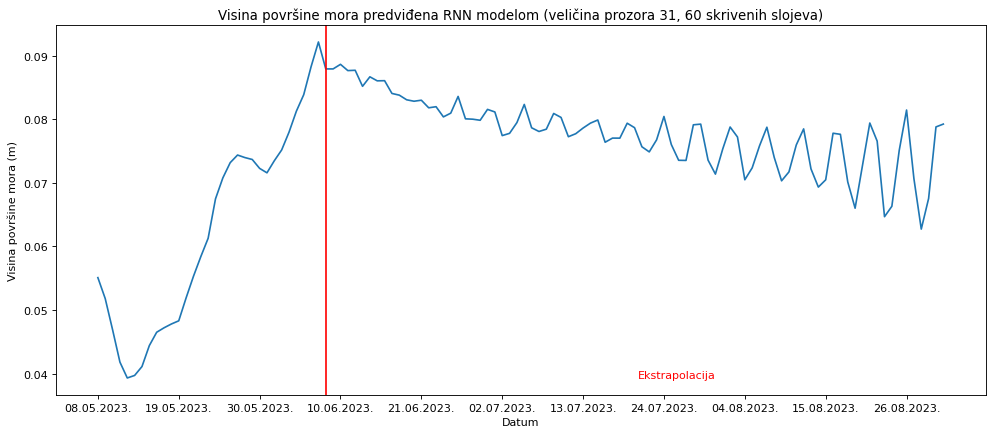 Visina površine mora predviđena RNN modelom (veličina prozora 31, 60 skrivenih slojeva)
Visina površine mora (m)
0.09
0.08
0.07
0.06
0.05
0.04
Ekstrapolacija
08.05.2023. 19.05.2023. 30.05.2023. 10.06.2023. 21.06.2023. 02.07.2023. 13.07.2023. 24.07.2023. 04.08.2023. 15.08.2023. 26.08.2023.
Datum